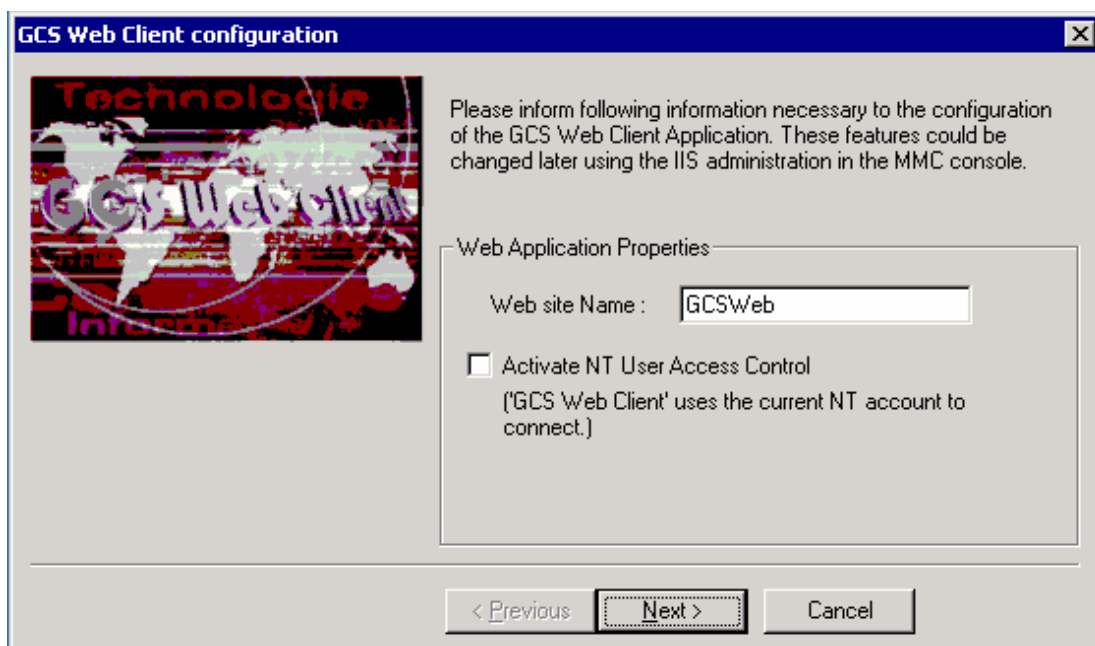 GCS Web Client configuration
Technologie
GCS Web Client
Please inform following information necessary to the configuration
of the GCS Web Client Application. These features could be
changed later using the IIS administration in the MMC console.
Web Application Properties
Web site Name :
GCSWeb
Activate NT User Access Control
('GCS Web Client' uses the current NT account to
connect.)
< Previous
Next >
Cancel